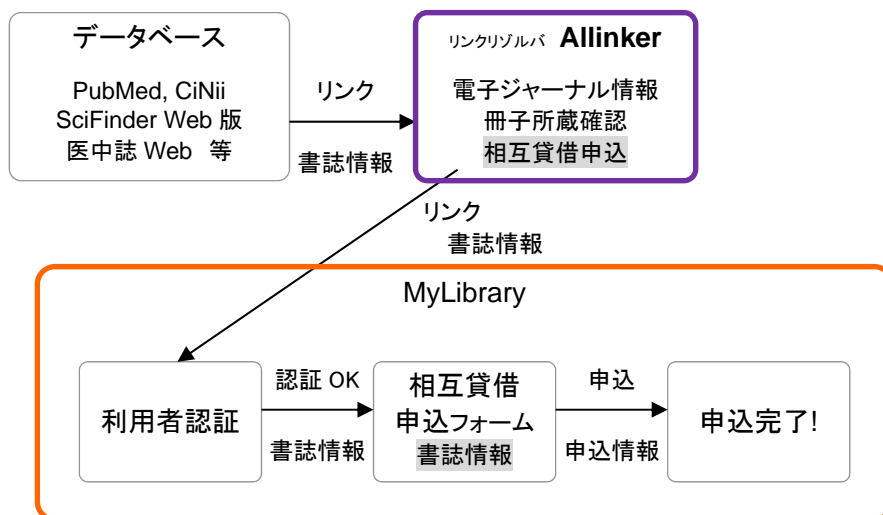 データベース
PubMed, CiNii
SciFinder Web 版
医中誌 Web 等
リンク
書誌情報
リンクリゾルバ Allinker
電子ジャーナル情報
冊子所蔵確認
相互貸借申込
リンク
書誌情報
MyLibrary
利用者認証
認証 OK
書誌情報
相互貸借
申込フォーム
書誌情報
申込
申込情報
申込完了!